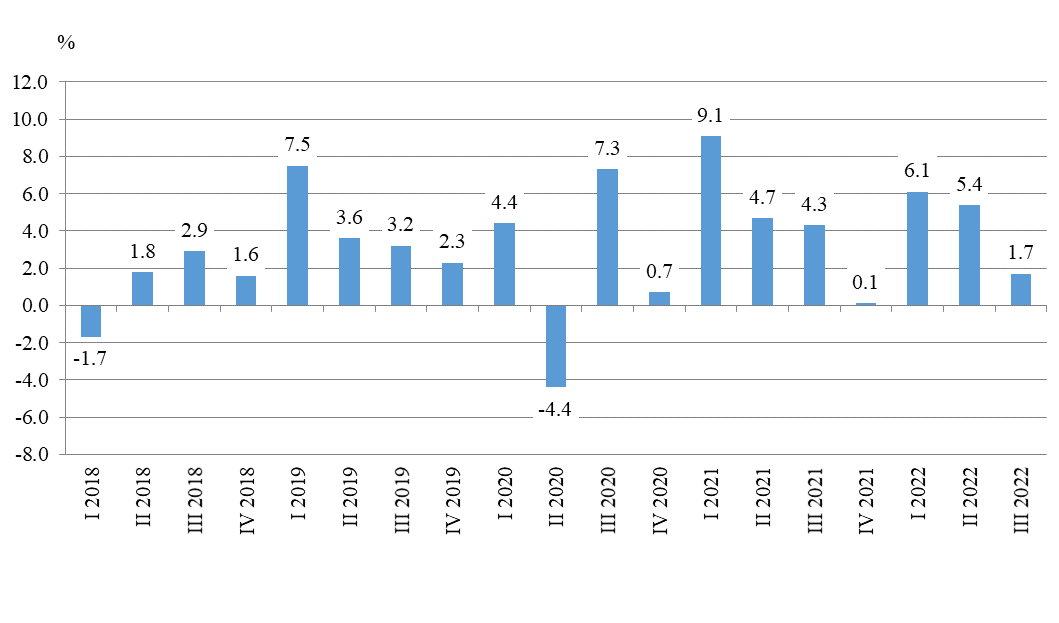 %
12.0
10.0
8.0
6.0
4.0
2.0
0.0
-2.0
-4.0
-6.0
-8.0
-1.7
1.8
2.9
1.6
7.5
3.6
3.2
2.3
4.4
-4.4
7.3
0.7
9.1
4.7
4.3
0.1
6.1
5.4
1.7
I 2018
II 2018
III 2018
IV 2018
I 2019
II 2019
III 2019
IV 2019
I 2020
II 2020
III 2020
IV 2020
I 2021
II 2021
III 2021
IV 2021
I 2022
II 2022
III 2022